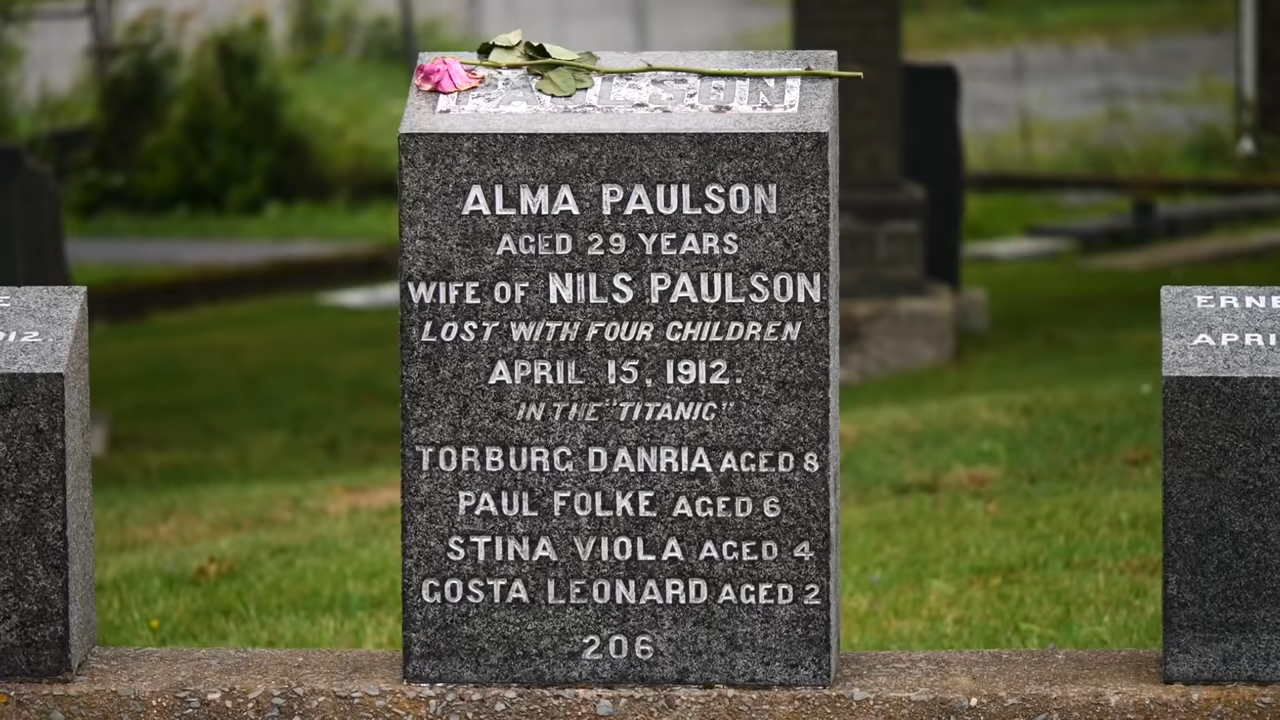 PAULSON
ALMA PAULSON
AGED 29 YEARS
WIFE OF NILS PAULSON
LOST WITH FOUR CHILDREN
APRIL 15, 1912.
IN THE "TITANIC"
TORBURG DANRIA AGED 8
PAUL FOLKE AGED 6
STINA VIOLA AGED 4
GOSTA LEONARD AGED 2
206